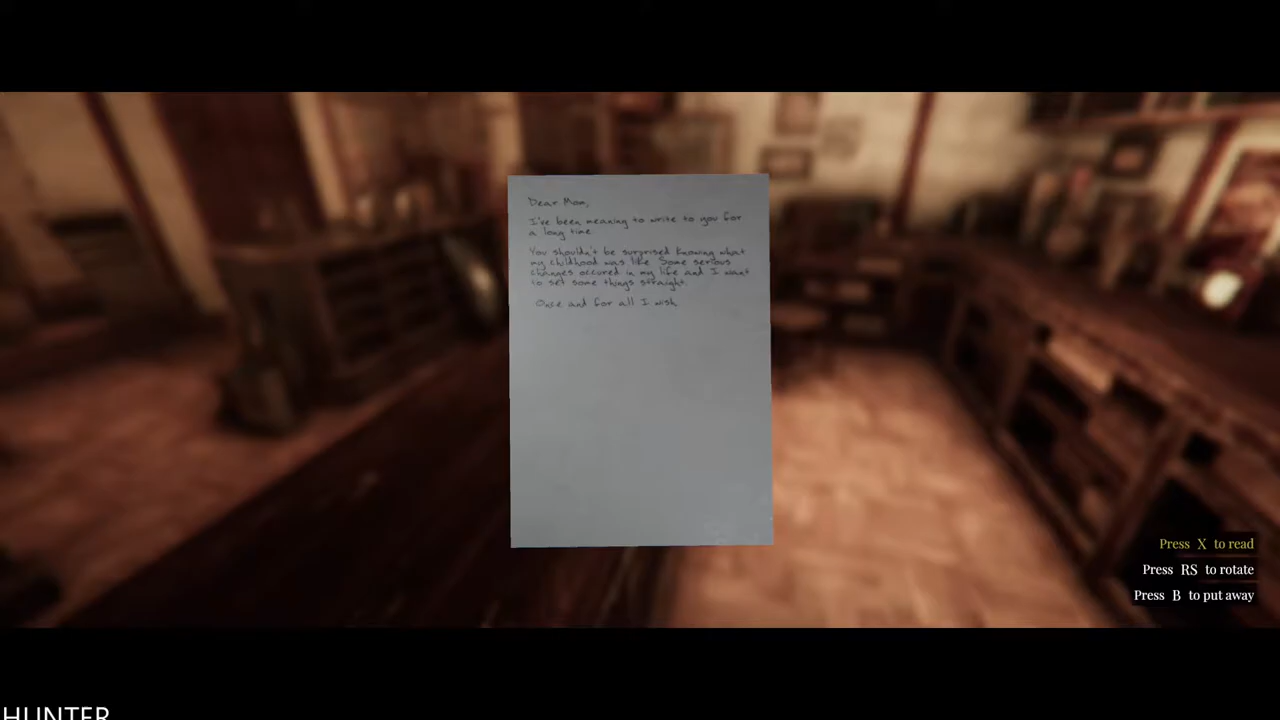 Dear Mom,
I've been meaning to write to you for
a long time.
You shouldn't be surprised knowing what
my childhood was like. Some serious
changes occured in my life and I want
to set some things straight.
Once and for all I wish
Press X to read
Press RS to rotate
Press B to put away
HUNTER